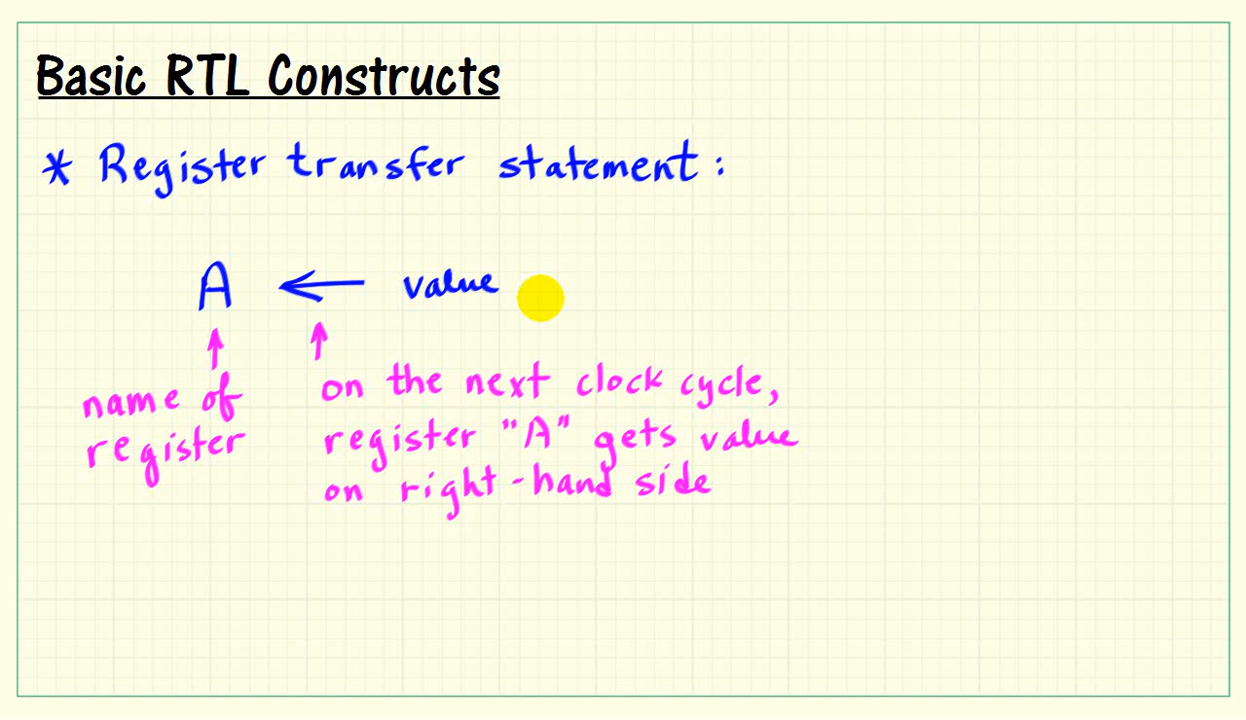 Basic RTL Constructs
* Register transfer statement:
A ← value
name of
register
on the next clock cycle,
register "A" gets value
on right-hand side